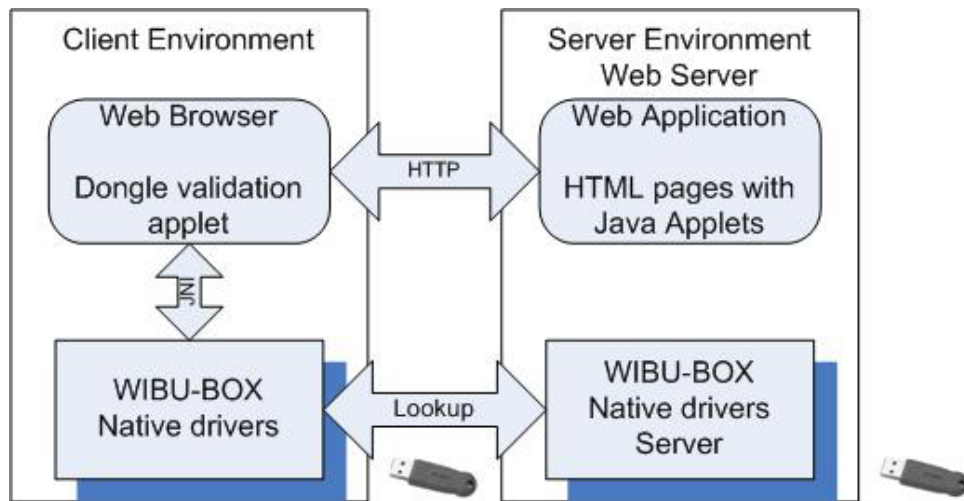 Client Environment
Server Environment
Web Server
Web Browser
Dongle validation
applet
HTTP
Web Application
HTML pages with
Java Applets
JNI
WIBU-BOX
Native drivers
Lookup
WIBU-BOX
Native drivers
Server